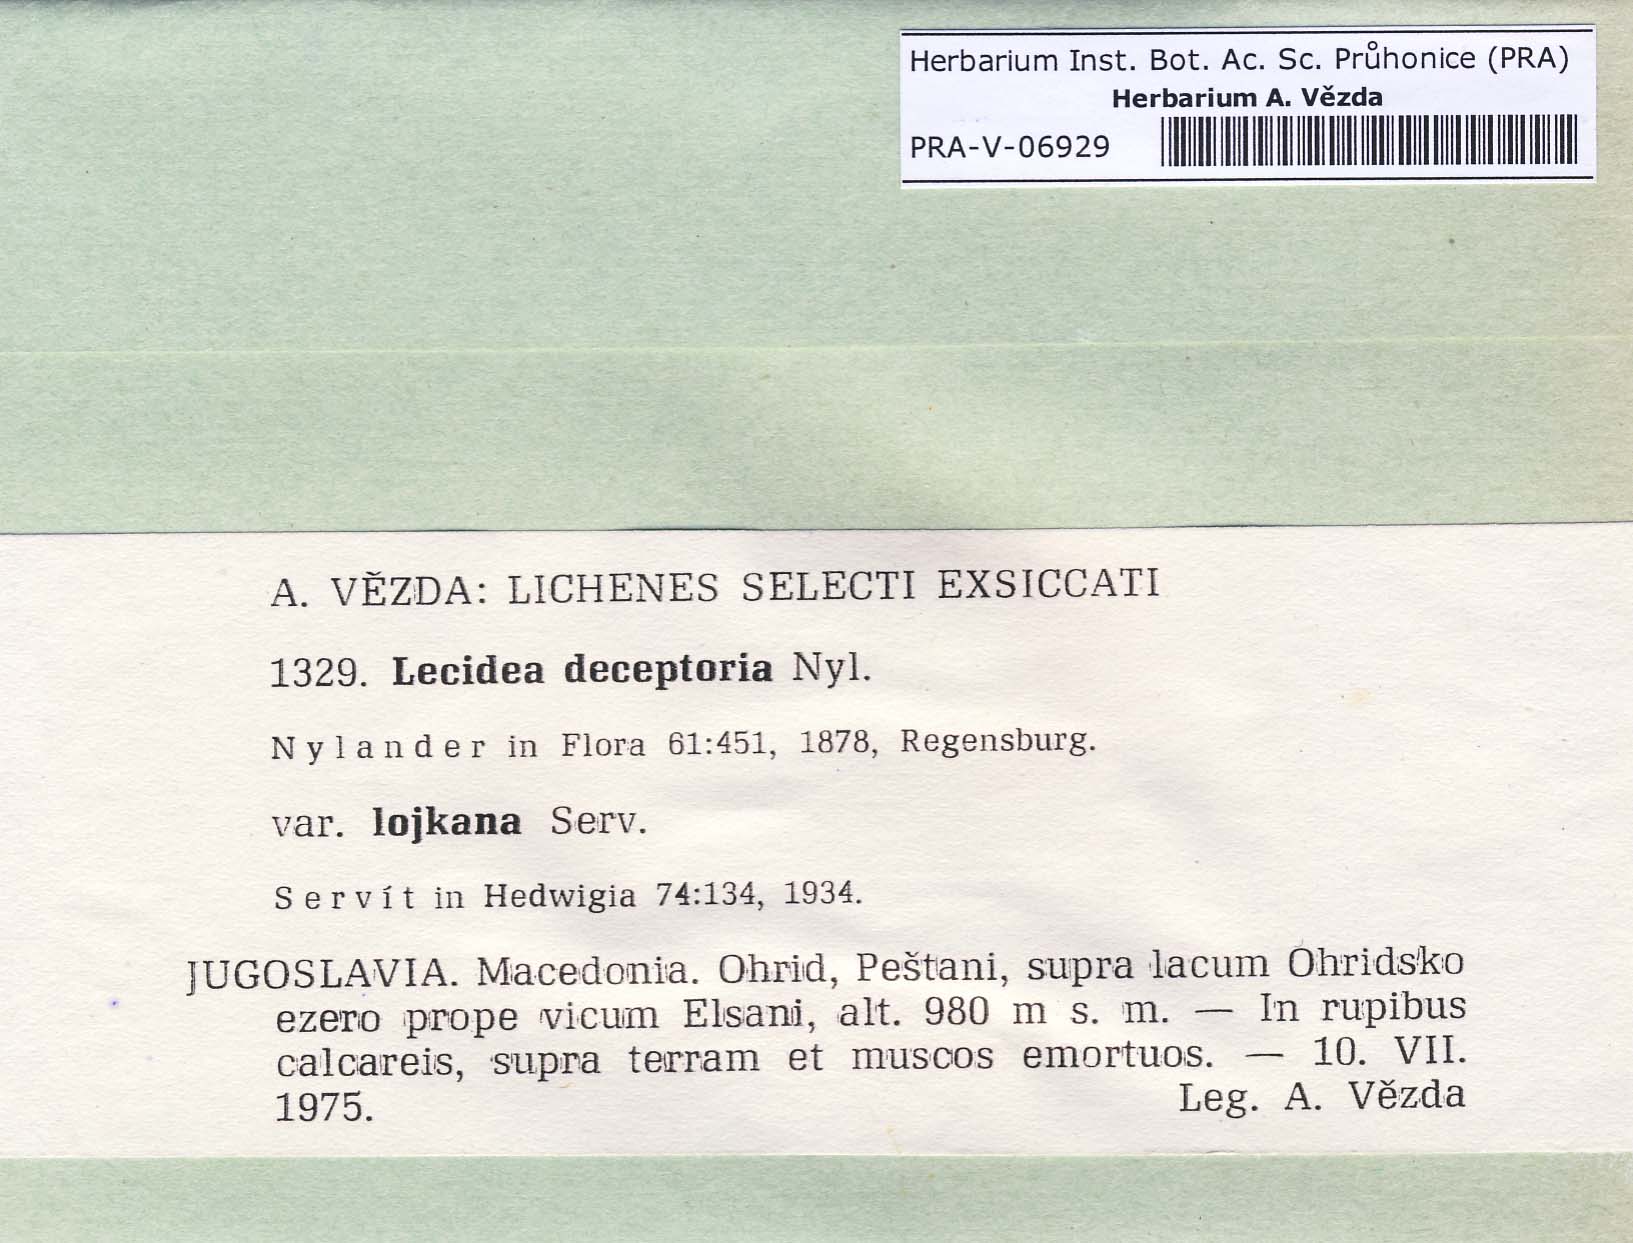 Herbarium Inst. Bot. Ac. Sc. Průhonice (PRA)
Herbarium A. Vězda
PRA-V-06929
A. VĚZDA: LICHENES SELECTI EXSICCATI
1329. Lecidea deceptoria Nyl.
Nylander in Flora 61:451, 1878, Regensburg.
var. lojkana Serv.
Servít in Hedwigia 74:134, 1934.
JUGOSLAVIA. Macedonia. Ohrid, Peštani, supra lacum Ohridsko
ezero prope vicum Elsani, alt. 980 m s. m. — In rupibus
calcareis, supra terram et muscos emortuos. — 10. VII.
1975. Leg. A. Vězda